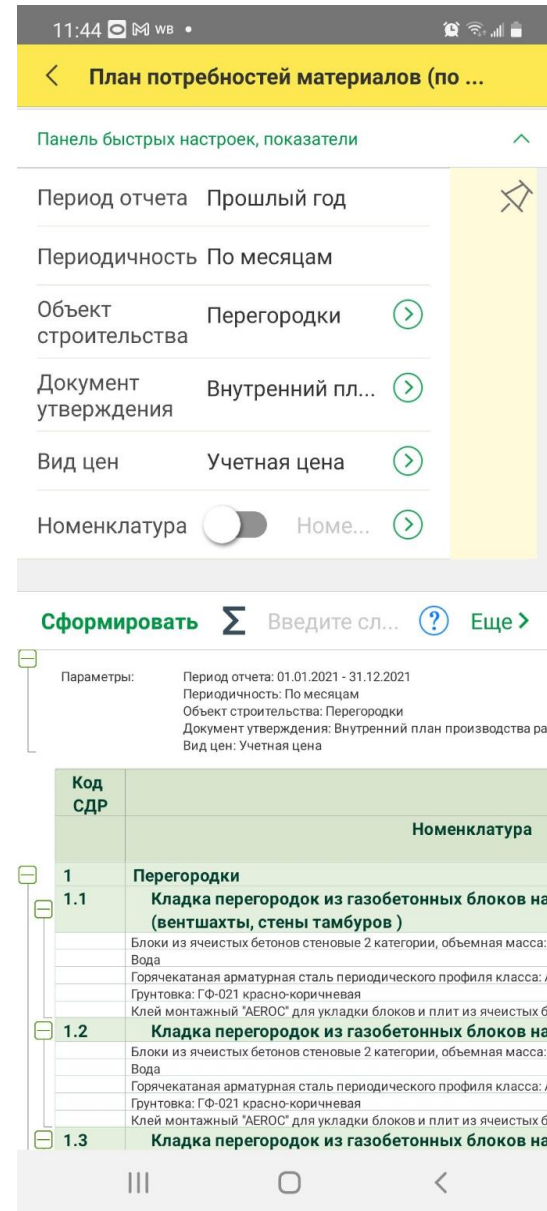 11:44 WB
План потребностей материалов (по ...
Панель быстрых настроек, показатели
Период отчета Прошлый год
Периодичность По месяцам
Объект строительства Перегородки
Документ утверждения Внутренний пл...
Вид цен Учетная цена
Номенклатура Номе...
Сформировать Σ Введите сл... ? Еще
Параметры: Период отчета: 01.01.2021 - 31.12.2021
Периодичность: По месяцам
Объект строительства: Перегородки
Документ утверждения: Внутренний план производства ра
Вид цен: Учетная цена
Код СДР
Номенклатура
1 Перегородки
1.1 Кладка перегородок из газобетонных блоков на
(вентшахты, стены тамбуров )
Блоки из ячеистых бетонов стеновые 2 категории, объемная масса:
Вода
Горячекатаная арматурная сталь периодического профиля класса: А
Грунтовка: ГФ-021 красно-коричневая
Клей монтажный "AEROC" для укладки блоков и плит из ячеистых б
1.2 Кладка перегородок из газобетонных блоков на
Блоки из ячеистых бетонов стеновые 2 категории, объемная масса:
Вода
Горячекатаная арматурная сталь периодического профиля класса: А
Грунтовка: ГФ-021 красно-коричневая
Клей монтажный "AEROC" для укладки блоков и плит из ячеистых б
1.3 Кладка перегородок из газобетонных блоков на